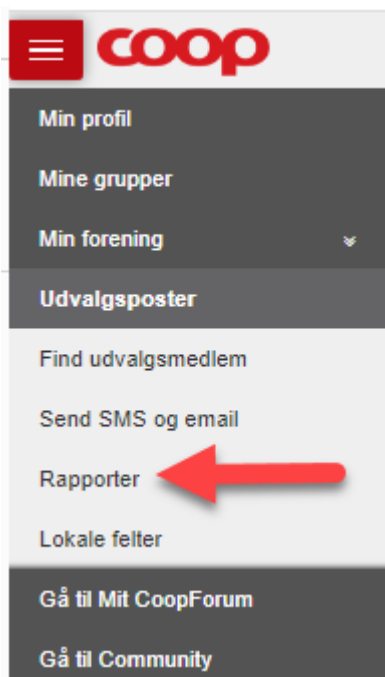 coop
Min profil
Mine grupper
Min forening
Udvalgsposter
Find udvalgsmedlem
Send SMS og email
Rapporter
Lokale felter
Gå til Mit CoopForum
Gå til Community